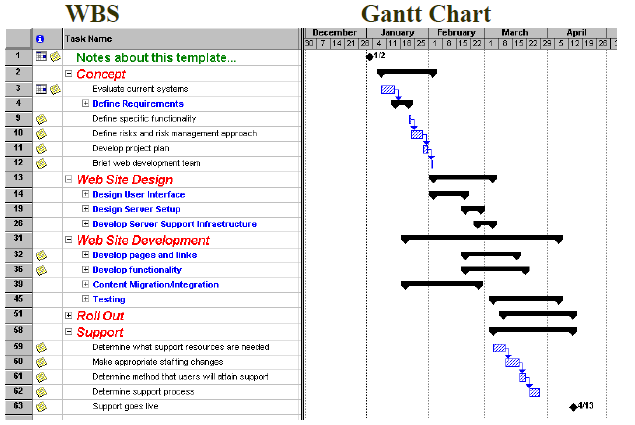 WBS Gantt Chart
December January February March April
Task Name 30 7 14 21 28 4 11 18 25 1 8 15 22 1 8 15 22 29 5 12 19 26 3
1 Notes about this template... 1/2
2 Concept
3 Evaluate current systems
4 Define Requirements
9 Define specific functionality
10 Define risks and risk management approach
11 Develop project plan
12 Brief web development team
13 Web Site Design
14 Design User Interface
19 Design Server Setup
26 Develop Server Support Infrastructure
31 Web Site Development
32 Develop pages and links
36 Develop functionality
39 Content Migration/Integration
45 Testing
51 Roll Out
58 Support
59 Determine what support resources are needed
60 Make appropriate staffing changes
61 Determine method that users will attain support
62 Determine support process
63 Support goes live 4/13